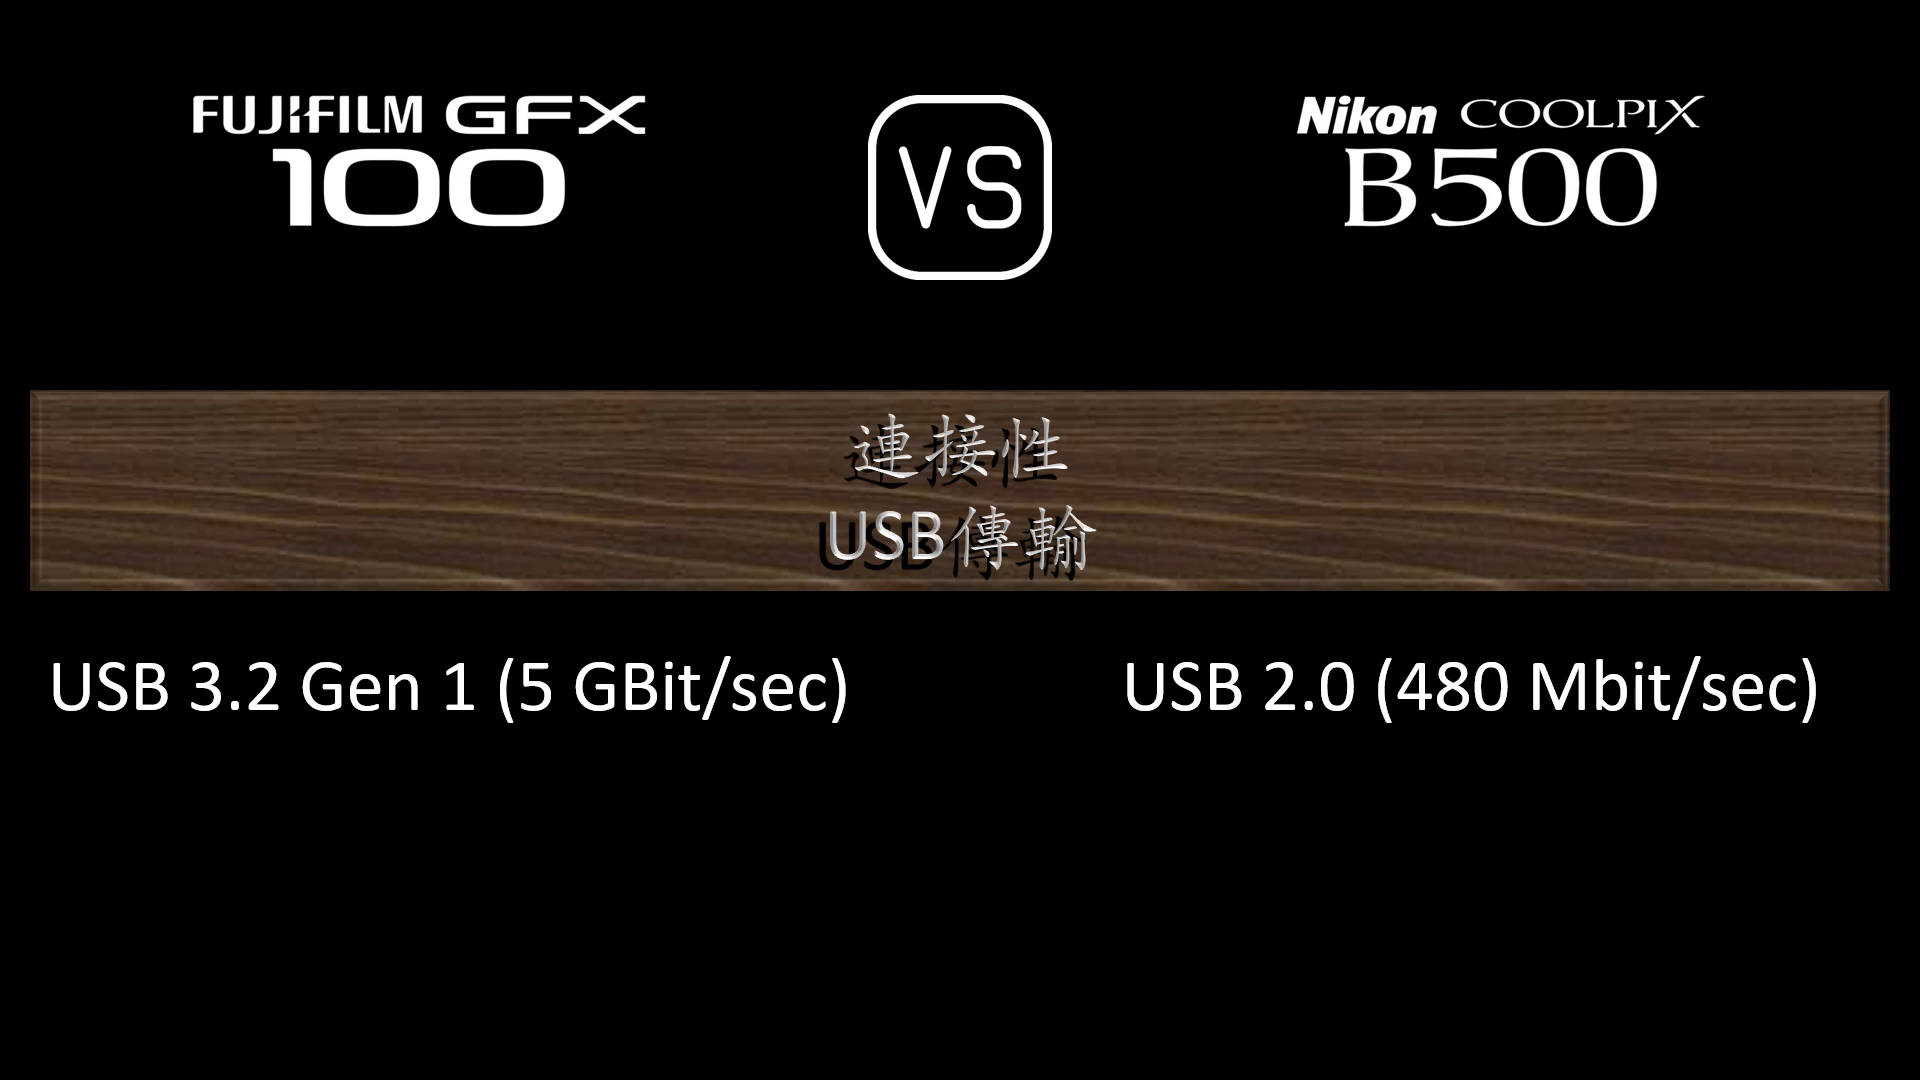 FUJIFILM GFX
100
VS
Nikon COOLPIX
B500
連接性
USB傳輸
USB 3.2 Gen 1 (5 GBit/sec)
USB 2.0 (480 Mbit/sec)